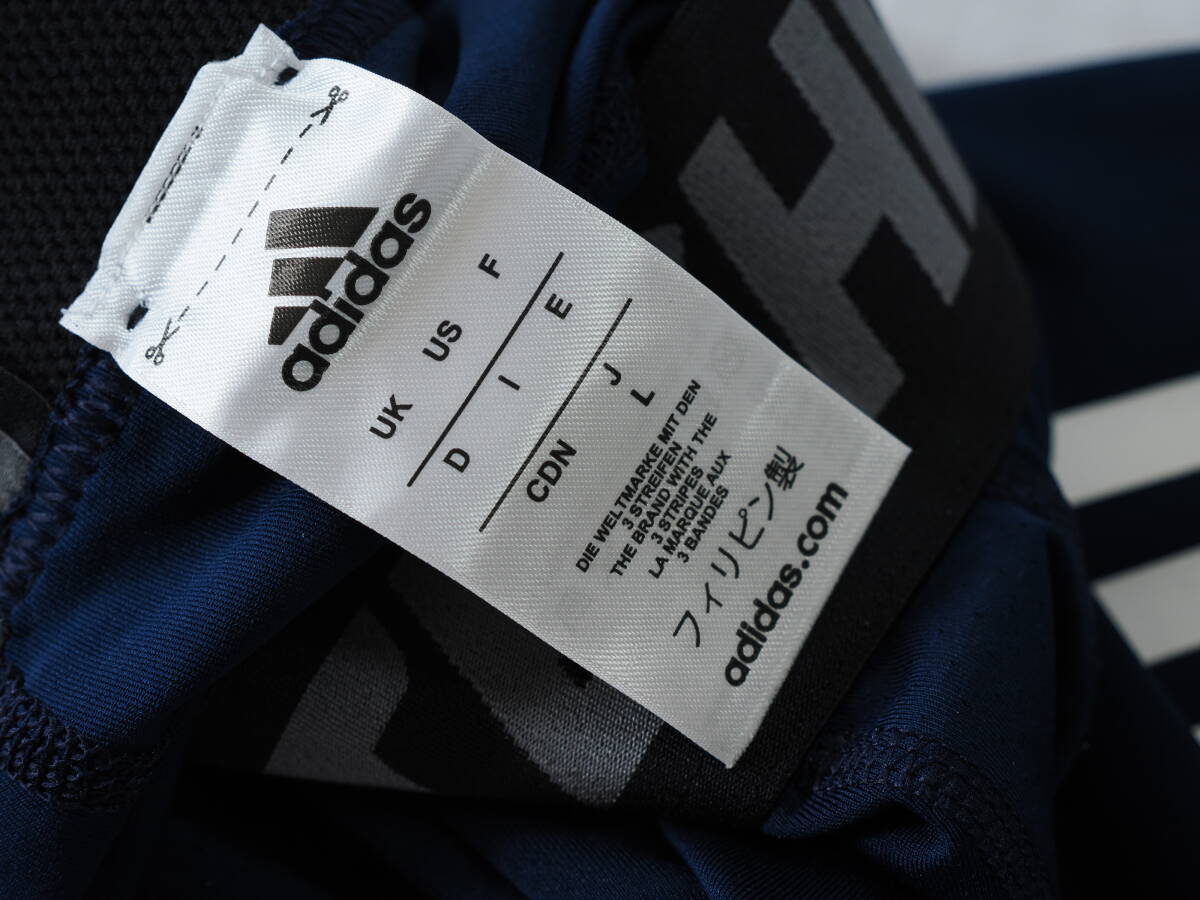 adidas
UK US F
D I E
CDN J
L
DIE WELTMARKE MIT DEN
3 STREIFEN
THE BRAND WITH THE
3 STRIPES
LA MARQUE AUX
3 BANDES
フィリピン製
adidas.com